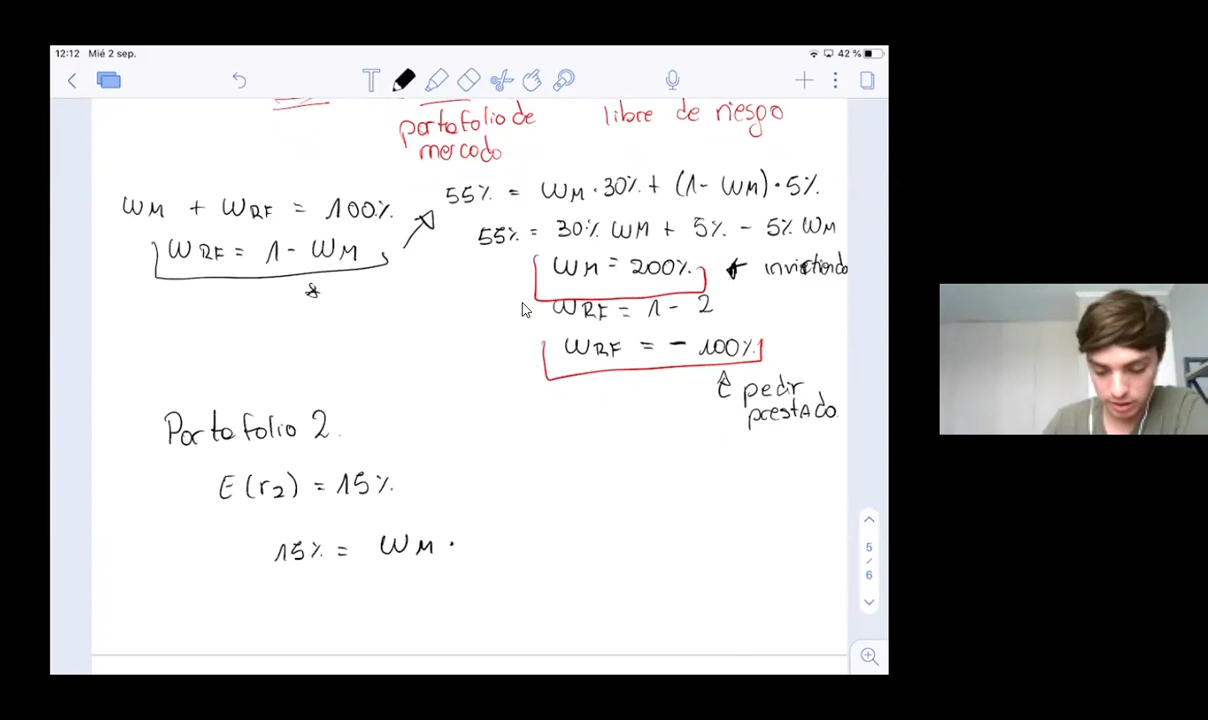 12:12 Mié 2 sep.
42 %
T
portafolio de
mercado
libre de riesgo
WM + WRF = 100%.
WRF = 1 - WM
*
55% = WM · 30% + (1 - WM) · 5%.
55% = 30% WM + 5% - 5% WM
WM = 200%. ← invirtiendo
WRF = 1 - 2
WRF = - 100%.
pedir
prestado.
Portafolio 2.
E(r2) = 15%.
15% = WM ·
5
/
6